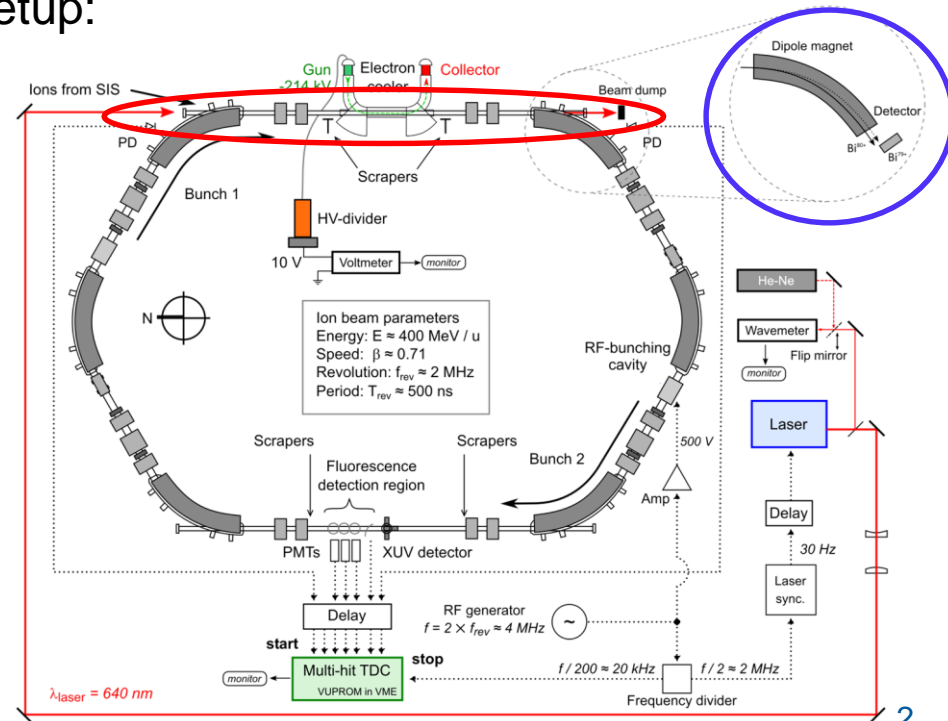 etup:
Gun
-214 kV
Electron
cooler
Collector
Ions from SIS
Beam dump
Dipole magnet
Detector
Bi80+
Bi79+
PD
T
T
PD
Scrapers
Bunch 1
HV-divider
10 V
Voltmeter
monitor
N
Ion beam parameters
Energy: E ≈ 400 MeV / u
Speed: β ≈ 0.71
Revolution: frev ≈ 2 MHz
Period: Trev ≈ 500 ns
He-Ne
Wavemeter
Flip mirror
monitor
RF-bunching
cavity
Laser
500 V
Scrapers
Fluorescence
detection region
Scrapers
Bunch 2
Amp
Delay
30 Hz
PMTs
XUV detector
Laser
sync.
Delay
RF generator
f = 2 × frev ≈ 4 MHz
~
start
stop
Multi-hit TDC
VUPROM in VME
monitor
f / 200 ≈ 20 kHz
f / 2 ≈ 2 MHz
Frequency divider
λlaser = 640 nm
2